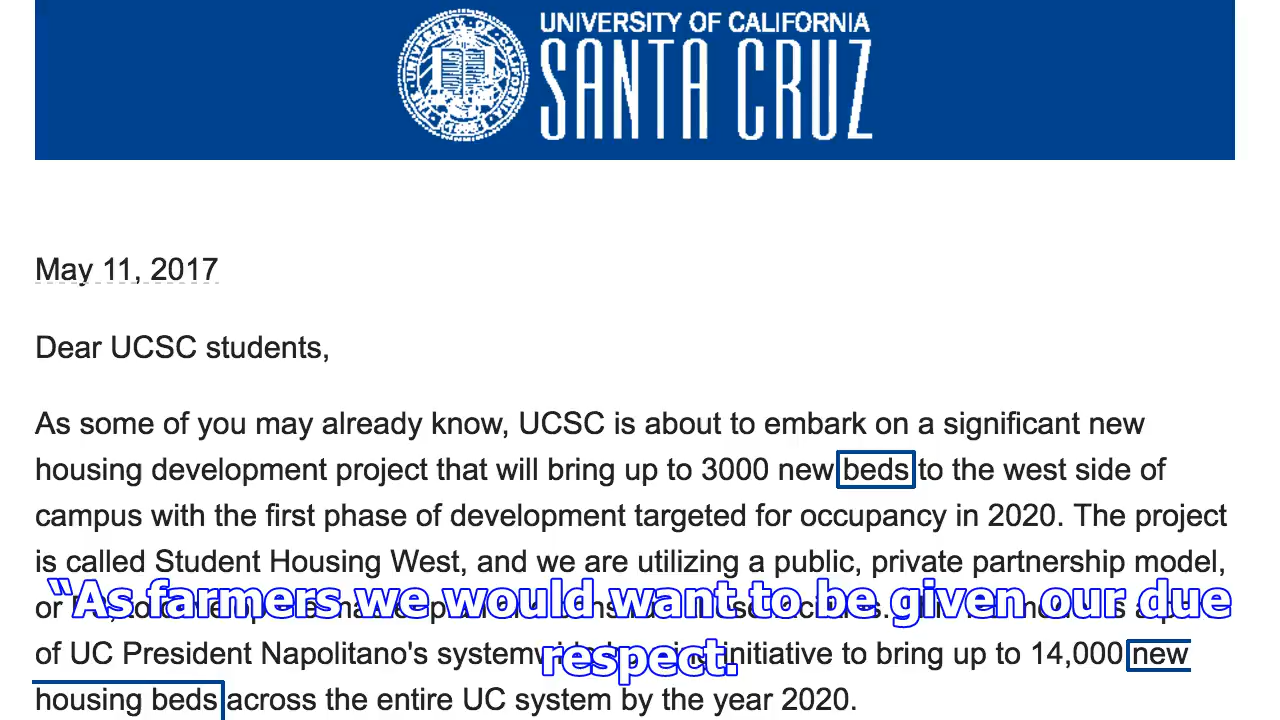 UNIVERSITY OF CALIFORNIA
SANTA CRUZ
May 11, 2017
Dear UCSC students,
As some of you may already know, UCSC is about to embark on a significant new
housing development project that will bring up to 3000 new beds to the west side of
campus with the first phase of development targeted for occupancy in 2020. The project
is called Student Housing West, and we are utilizing a public, private partnership model,
or
“As farmers we would want to be given our due
respect.
of UC President Napolitano's initiative to bring up to 14,000 new
housing beds across the entire UC system by the year 2020.